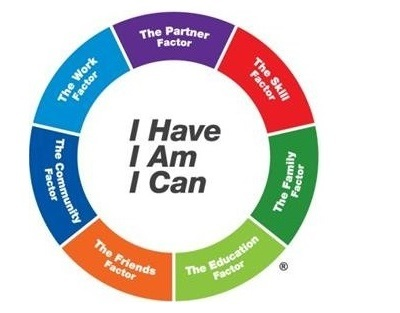 The Partner
Factor
The Skill
Factor
The Family
Factor
The Education
Factor
®
The Friends
Factor
The Community
Factor
The Work
Factor
I Have
I Am
I Can